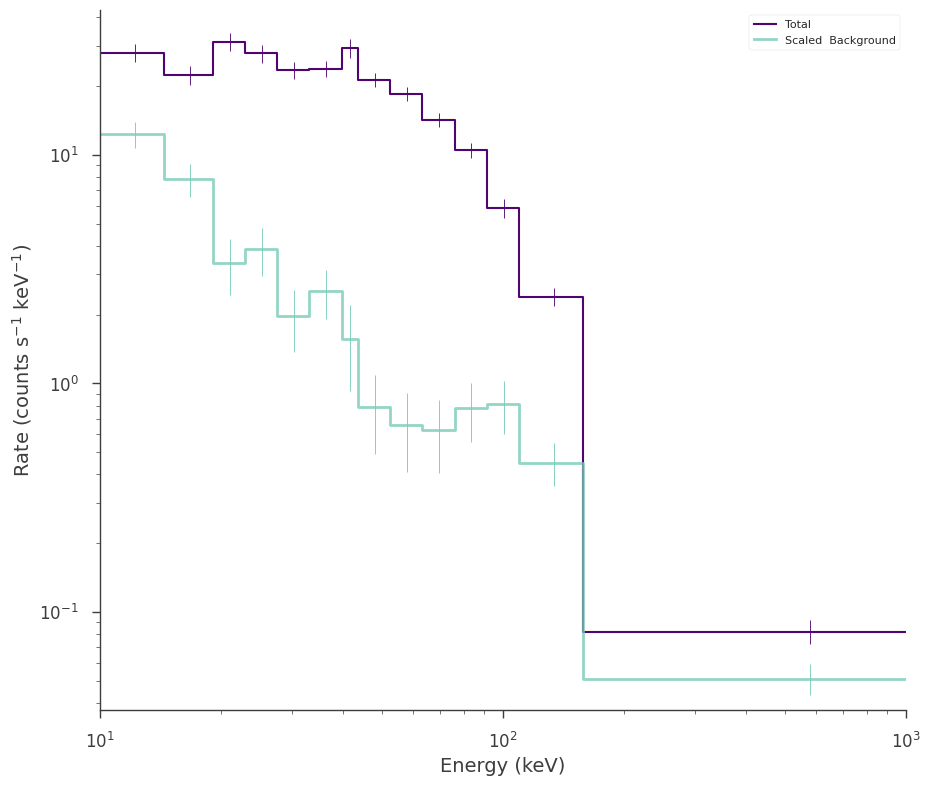 Total
Scaled  Background
10¹
10⁰
10⁻¹
Rate (counts s⁻¹ keV⁻¹)
10¹
10²
10³
Energy (keV)